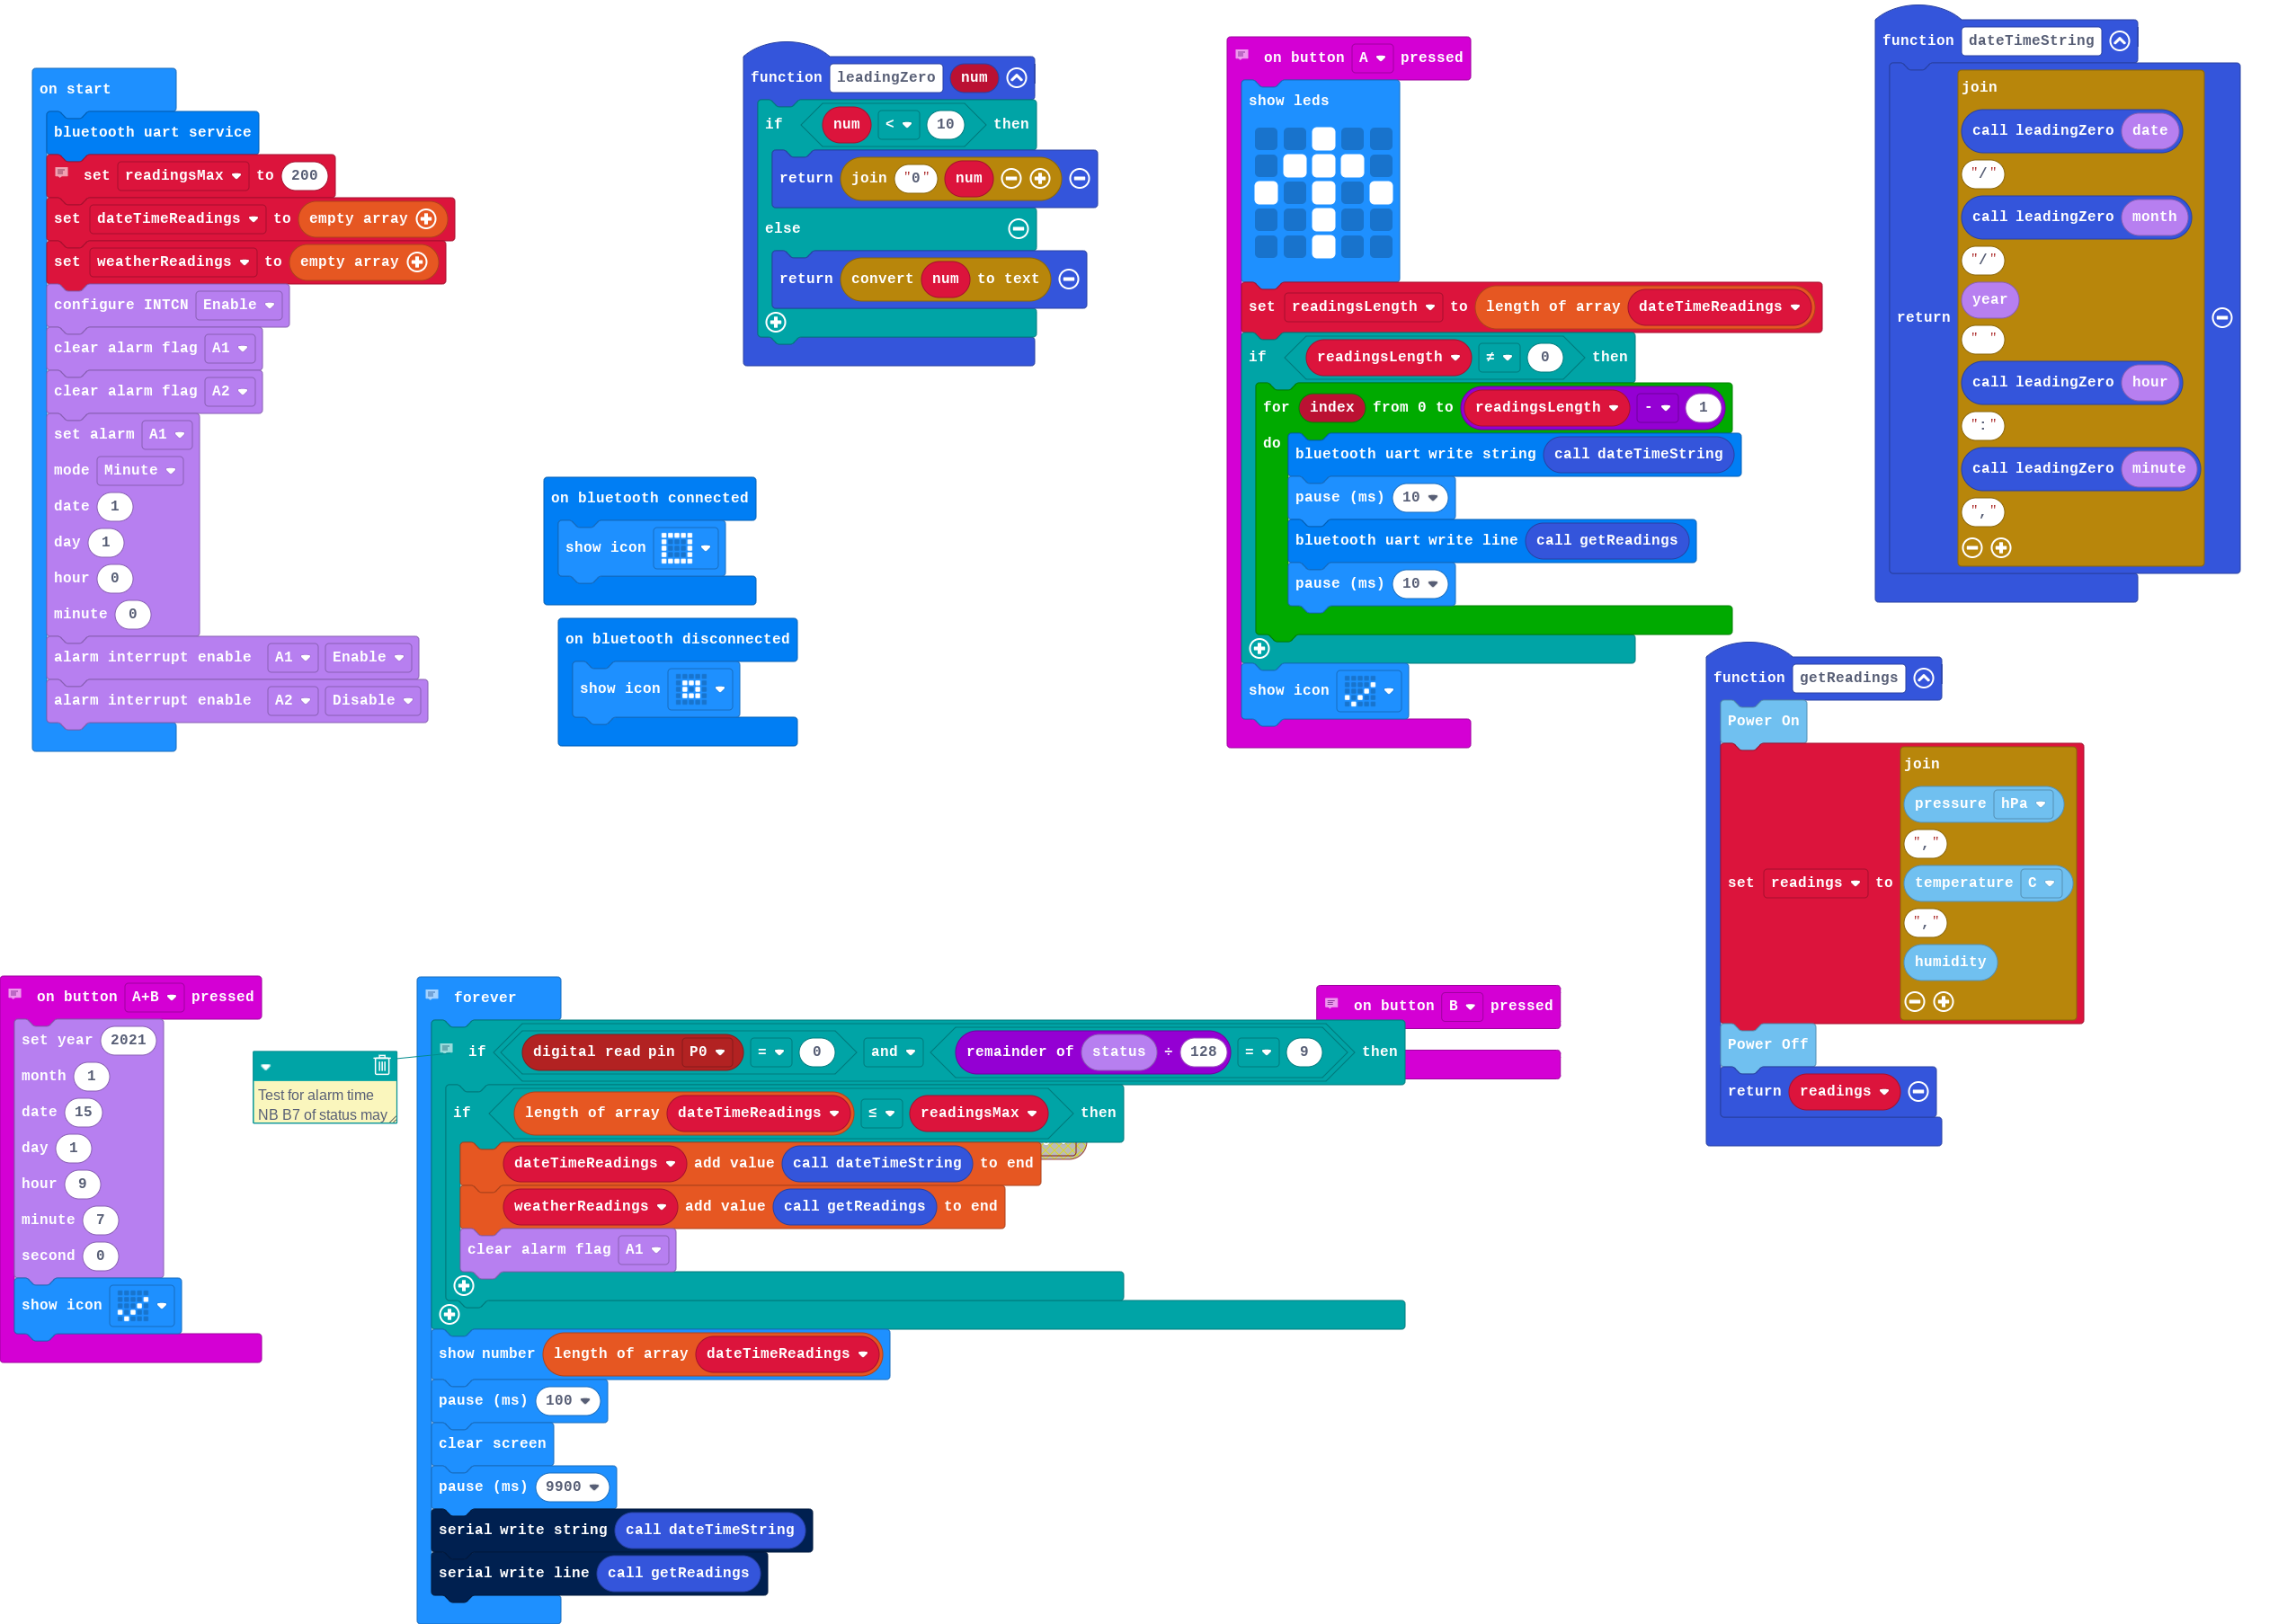 on start
bluetooth uart service
set readingsMax to 200
set dateTimeReadings to empty array
set weatherReadings to empty array
configure INTCN Enable
clear alarm flag A1
clear alarm flag A2
set alarm A1
mode Minute
date 1
day 1
hour 0
minute 0
alarm interrupt enable A1 Enable
alarm interrupt enable A2 Disable
function leadingZero num
if num < 10 then
return join "0" num
else
return convert num to text
on bluetooth connected
show icon
on bluetooth disconnected
show icon
on button A pressed
show leds
set readingsLength to length of array dateTimeReadings
if readingsLength ≠ 0 then
for index from 0 to readingsLength - 1
do
bluetooth uart write string call dateTimeString
pause (ms) 10
bluetooth uart write line call getReadings
pause (ms) 10
show icon
function dateTimeString
return
join
call leadingZero date
"/"
call leadingZero month
"/"
year
" "
call leadingZero hour
":"
call leadingZero minute
","
function getReadings
Power On
set readings to
join
pressure hPa
","
temperature C
","
humidity
Power Off
return readings
on button A+B pressed
set year 2021
month 1
date 15
day 1
hour 9
minute 7
second 0
show icon
Test for alarm time
NB B7 of status may
forever
if digital read pin P0 = 0 and remainder of status ÷ 128 = 9 then
if length of array dateTimeReadings ≤ readingsMax then
dateTimeReadings add value call dateTimeString to end
weatherReadings add value call getReadings to end
clear alarm flag A1
show number length of array dateTimeReadings
pause (ms) 100
clear screen
pause (ms) 9900
serial write string call dateTimeString
serial write line call getReadings
on button B pressed